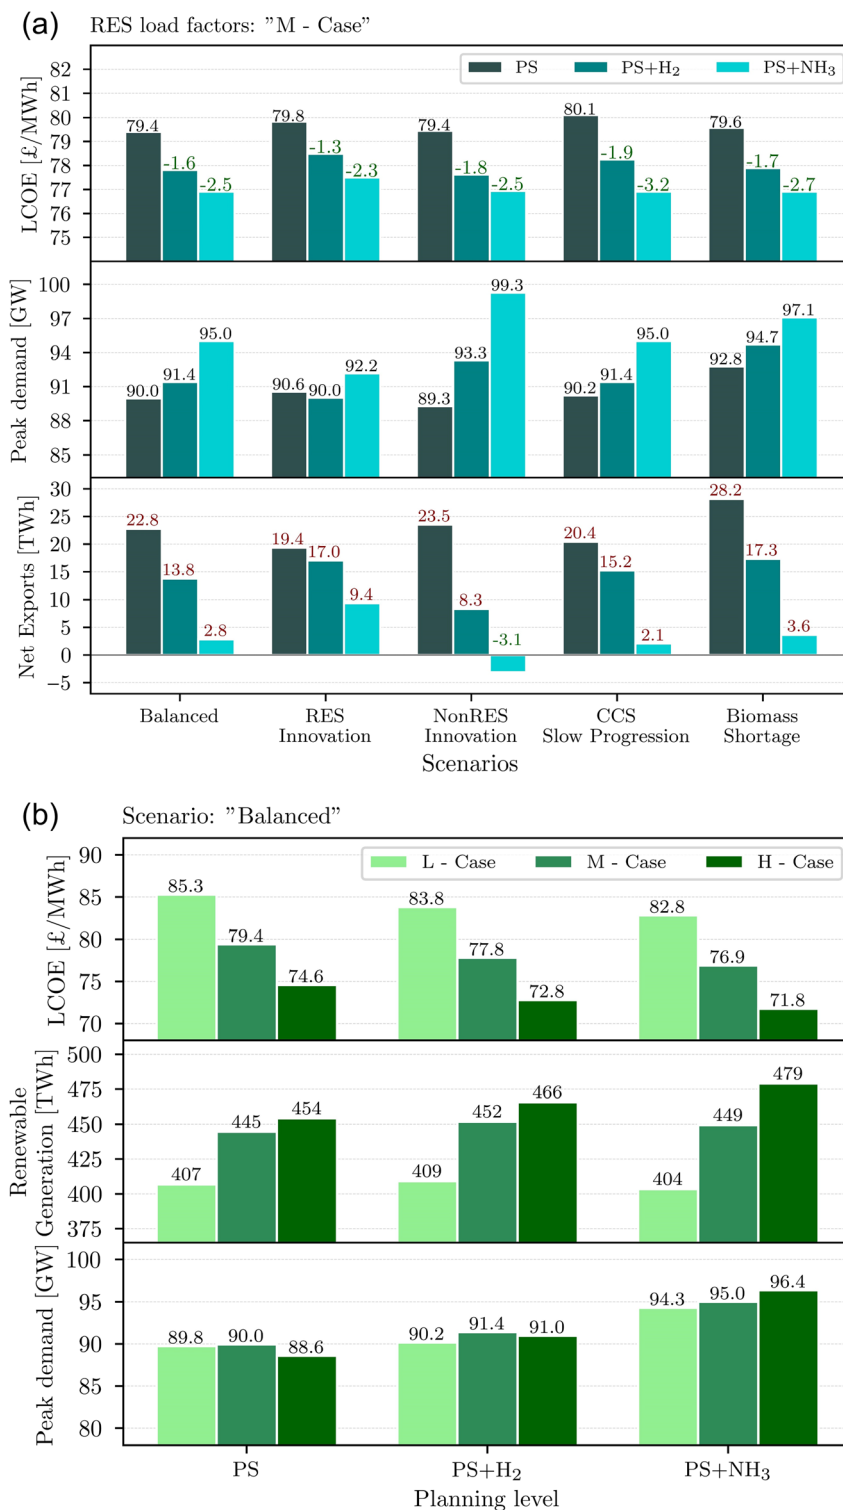 (a)
RES load factors: "M - Case"
PS PS+H₂ PS+NH₃
LCOE [£/MWh]
82
81
80
79
78
77
76
75
79.4 -1.6 -2.5 79.8 -1.3 -2.3 79.4 -1.8 -2.5 80.1 -1.9 -3.2 79.6 -1.7 -2.7
Peak demand [GW]
100
97
94
91
88
85
90.0 91.4 95.0 90.6 90.0 92.2 89.3 93.3 99.3 90.2 91.4 95.0 92.8 94.7 97.1
Net Exports [TWh]
30
25
20
15
10
5
0
−5
22.8 13.8 2.8 19.4 17.0 9.4 23.5 8.3 -3.1 20.4 15.2 2.1 28.2 17.3 3.6
Balanced
RES
Innovation
NonRES
Innovation
CCS
Slow Progression
Biomass
Shortage
Scenarios
(b)
Scenario: "Balanced"
L - Case M - Case H - Case
LCOE [£/MWh]
90
85
80
75
70
85.3 79.4 74.6 83.8 77.8 72.8 82.8 76.9 71.8
Renewable
Generation [TWh]
500
475
450
425
400
375
407 445 454 409 452 466 404 449 479
Peak demand [GW]
100
95
90
85
80
89.8 90.0 88.6 90.2 91.4 91.0 94.3 95.0 96.4
PS PS+H₂ PS+NH₃
Planning level